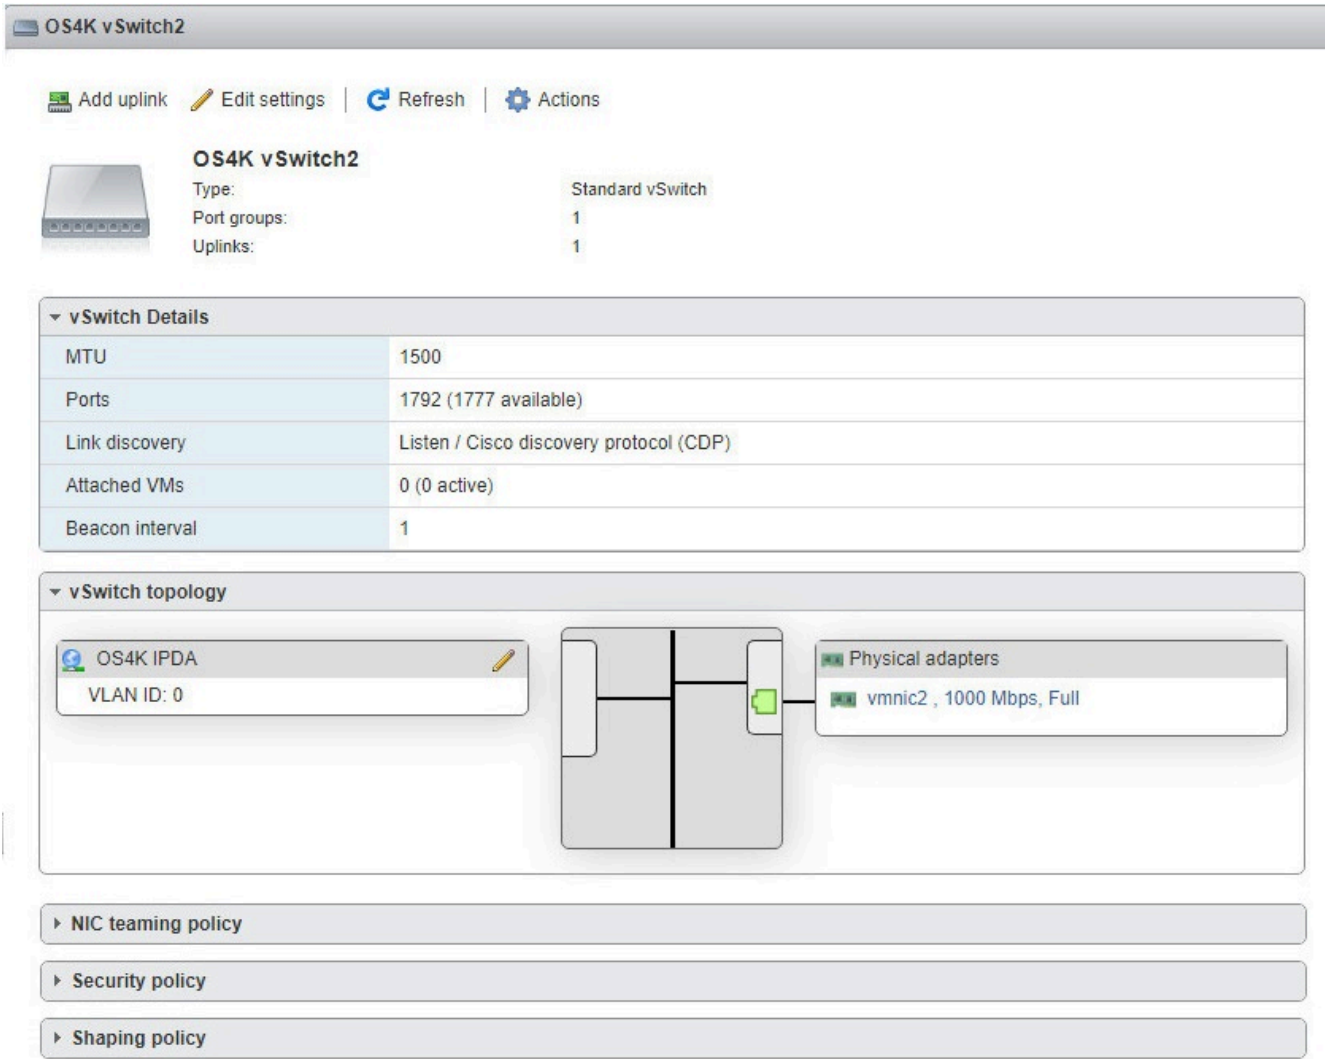 OS4K vSwitch2
Add uplink Edit settings Refresh Actions
OS4K vSwitch2
Type: Standard vSwitch
Port groups: 1
Uplinks: 1
vSwitch Details
MTU 1500
Ports 1792 (1777 available)
Link discovery Listen / Cisco discovery protocol (CDP)
Attached VMs 0 (0 active)
Beacon interval 1
vSwitch topology
OS4K IPDA
VLAN ID: 0
Physical adapters
vmnic2 , 1000 Mbps, Full
NIC teaming policy
Security policy
Shaping policy